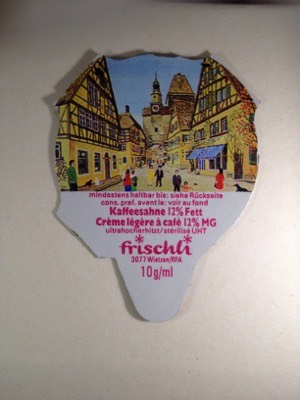 mindestens haltbar bis: siehe Rückseite
cons. pref. avant le: voir au fond
Kaffeesahne 12% Fett
Crème légère à café 12% MG
ultrahocherhitzt/stérilisé UHT
frischli
3077 Wietzen/RFA
10g/ml